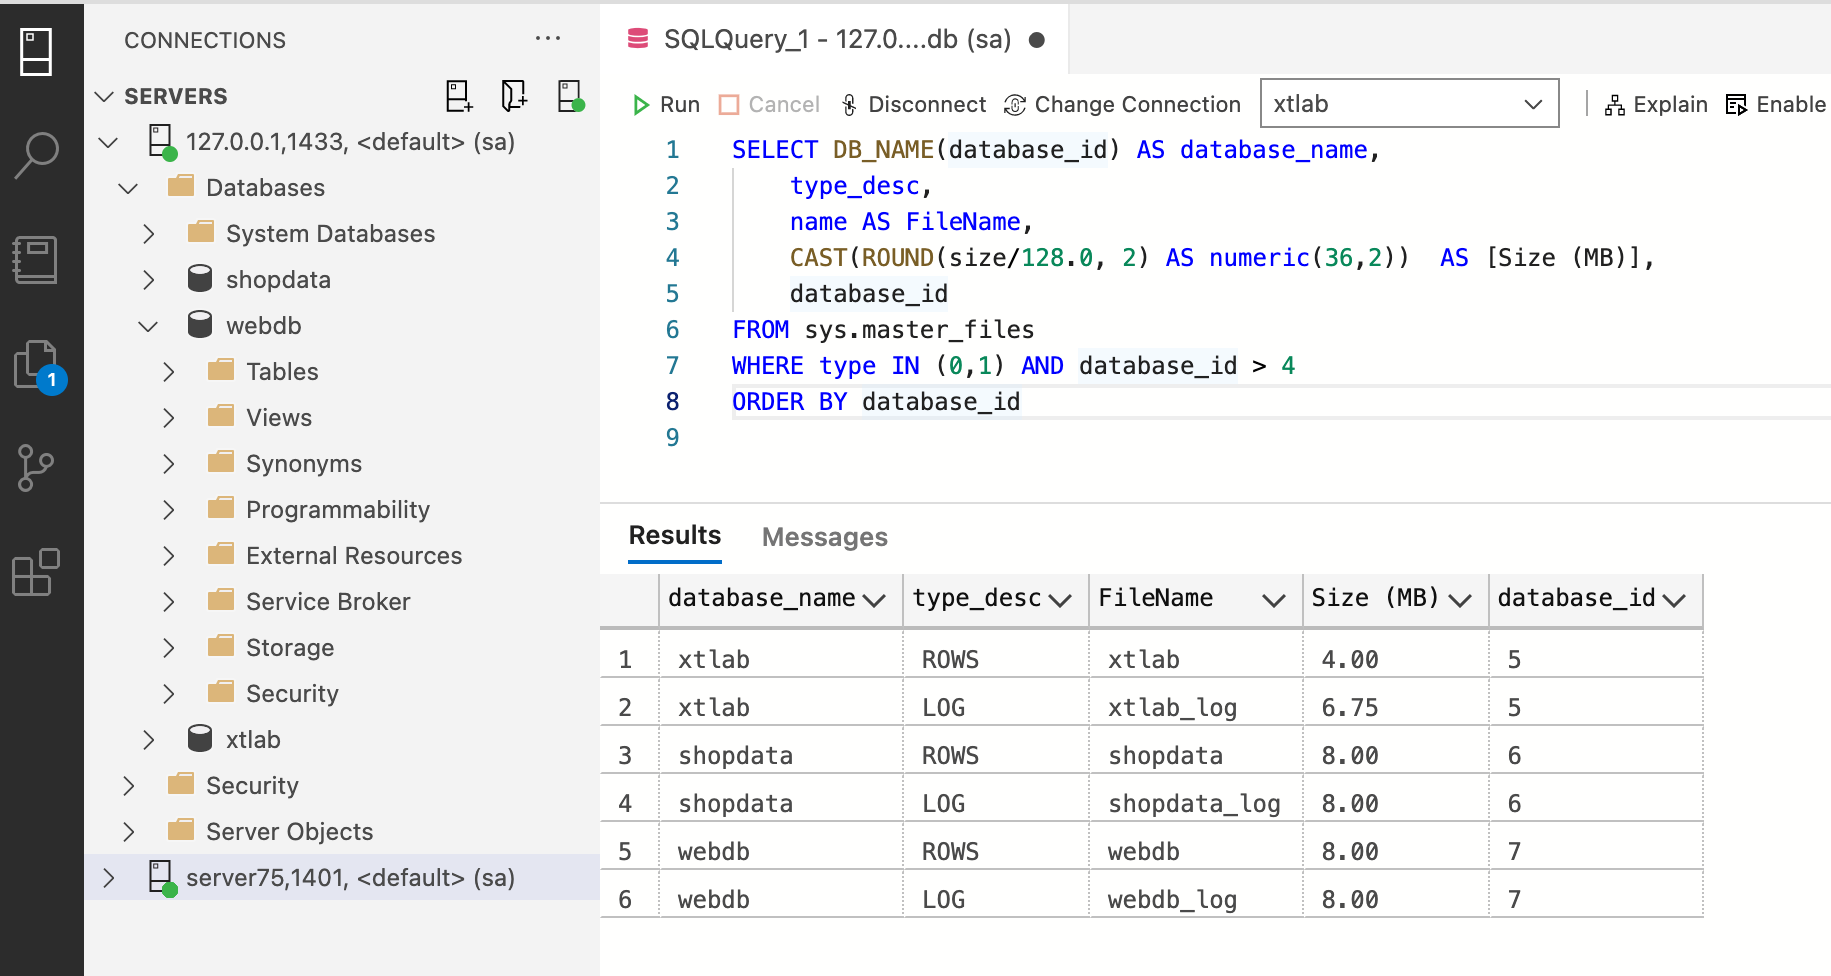 CONNECTIONS
SERVERS
127.0.0.1,1433, <default> (sa)
Databases
System Databases
shopdata
webdb
Tables
Views
Synonyms
Programmability
External Resources
Service Broker
Storage
Security
xtlab
Security
Server Objects
server75,1401, <default> (sa)
1
SQLQuery_1 - 127.0....db (sa)
Run Cancel Disconnect Change Connection xtlab Explain Enable
1 SELECT DB_NAME(database_id) AS database_name,
2 type_desc,
3 name AS FileName,
4 CAST(ROUND(size/128.0, 2) AS numeric(36,2))  AS [Size (MB)],
5 database_id
6 FROM sys.master_files
7 WHERE type IN (0,1) AND database_id > 4
8 ORDER BY database_id
9
Results Messages
database_name type_desc FileName Size (MB) database_id
1 xtlab ROWS xtlab 4.00 5
2 xtlab LOG xtlab_log 6.75 5
3 shopdata ROWS shopdata 8.00 6
4 shopdata LOG shopdata_log 8.00 6
5 webdb ROWS webdb 8.00 7
6 webdb LOG webdb_log 8.00 7